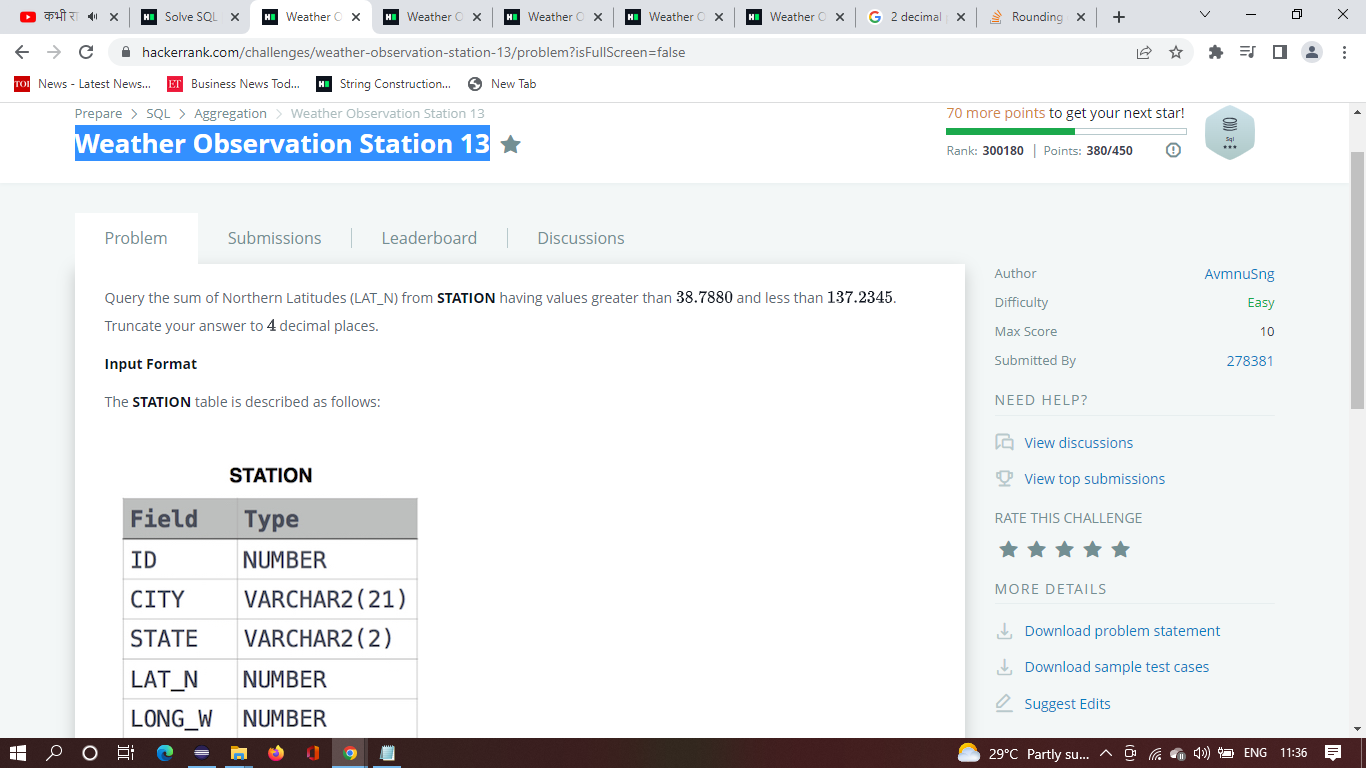 कभी रा
Solve SQL
Weather O
Weather O
Weather O
Weather O
Weather O
2 decimal
Rounding
hackerrank.com/challenges/weather-observation-station-13/problem?isFullScreen=false
TOI News - Latest News...
ET Business News Tod...
String Construction...
New Tab
Prepare > SQL > Aggregation > Weather Observation Station 13
70 more points to get your next star!
Weather Observation Station 13
Rank: 300180 | Points: 380/450
Sql
Problem
Submissions
Leaderboard
Discussions
Query the sum of Northern Latitudes (LAT_N) from STATION having values greater than 38.7880 and less than 137.2345.
Truncate your answer to 4 decimal places.
Input Format
The STATION table is described as follows:
STATION
Field Type
ID NUMBER
CITY VARCHAR2(21)
STATE VARCHAR2(2)
LAT_N NUMBER
LONG_W NUMBER
Author AvmnuSng
Difficulty Easy
Max Score 10
Submitted By 278381
NEED HELP?
View discussions
View top submissions
RATE THIS CHALLENGE
MORE DETAILS
Download problem statement
Download sample test cases
Suggest Edits
29°C Partly su...
ENG
11:36